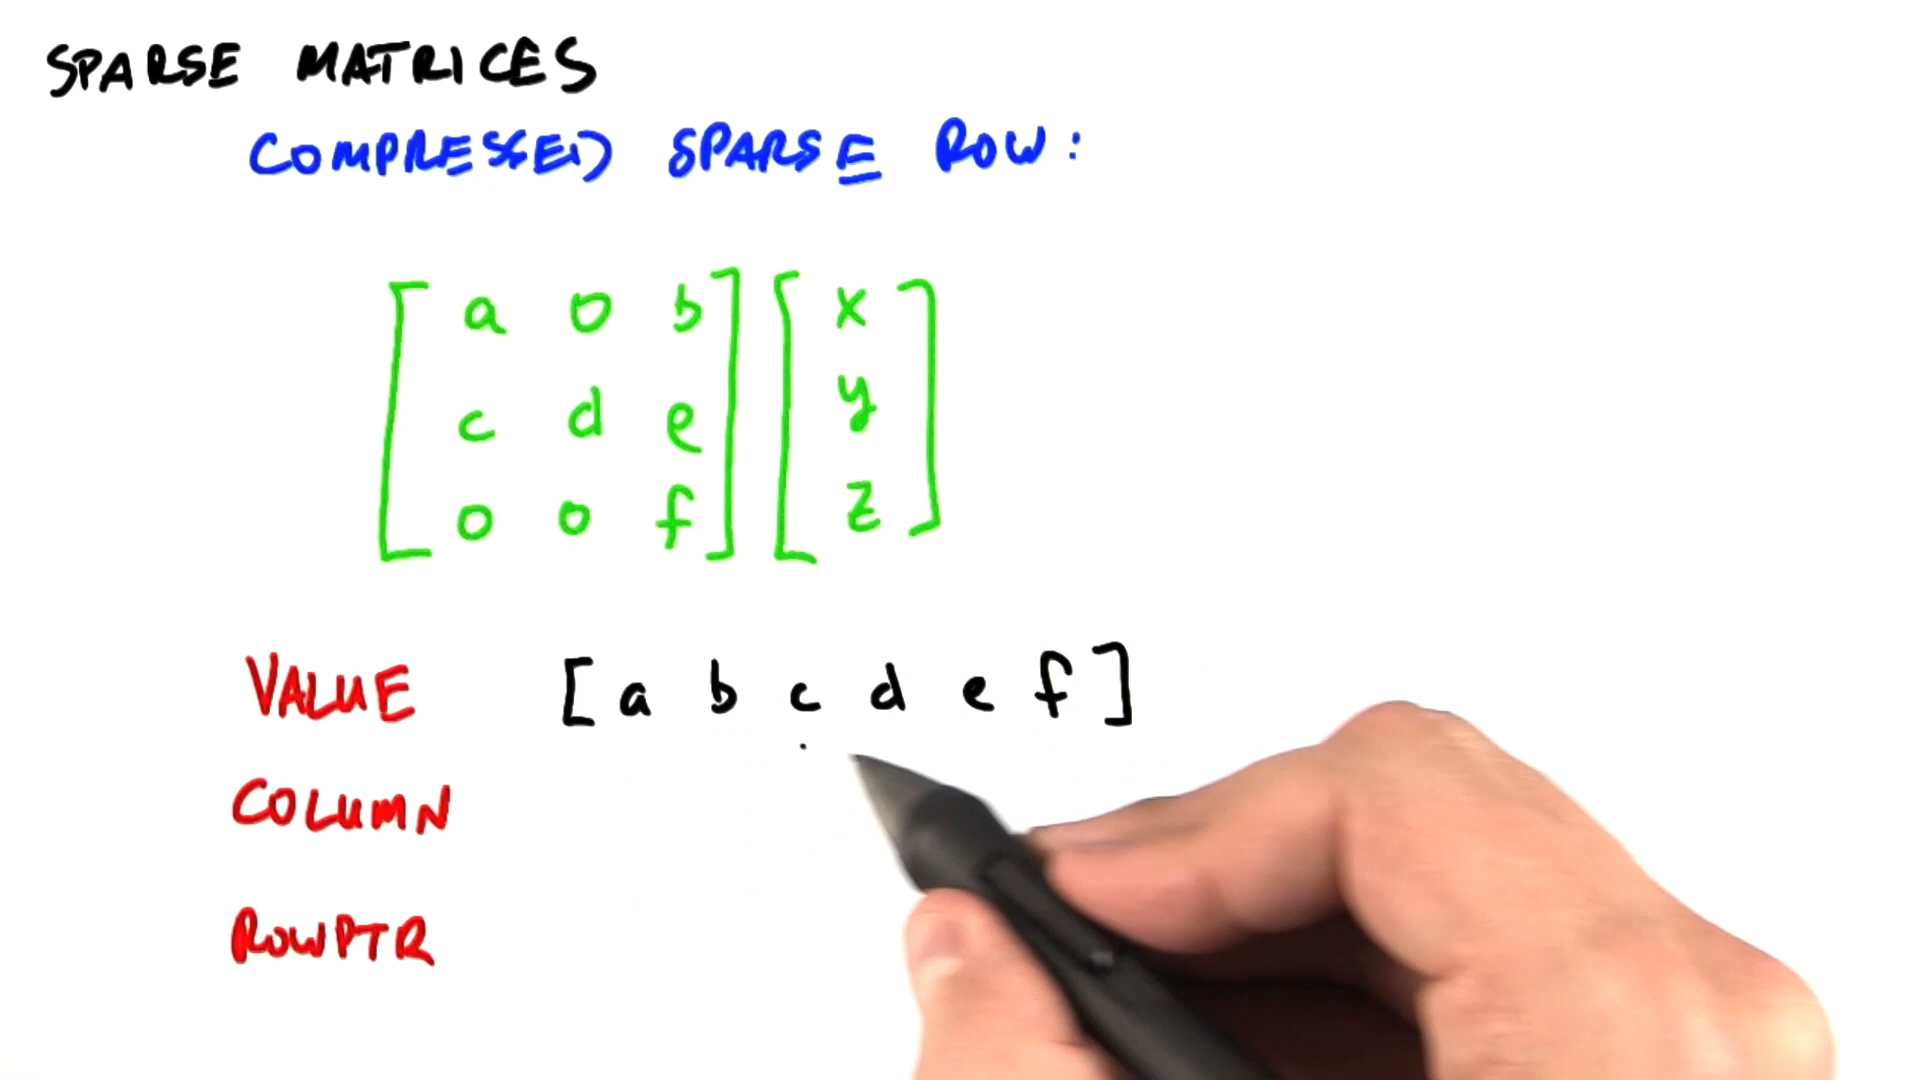 SPARSE MATRICES
COMPRESSED SPARSE ROW:
[ a 0 b ] [ x ]
[ c d e ] [ y ]
[ 0 0 f ] [ z ]
VALUE [ a b c d e f ]
COLUMN
ROWPTR